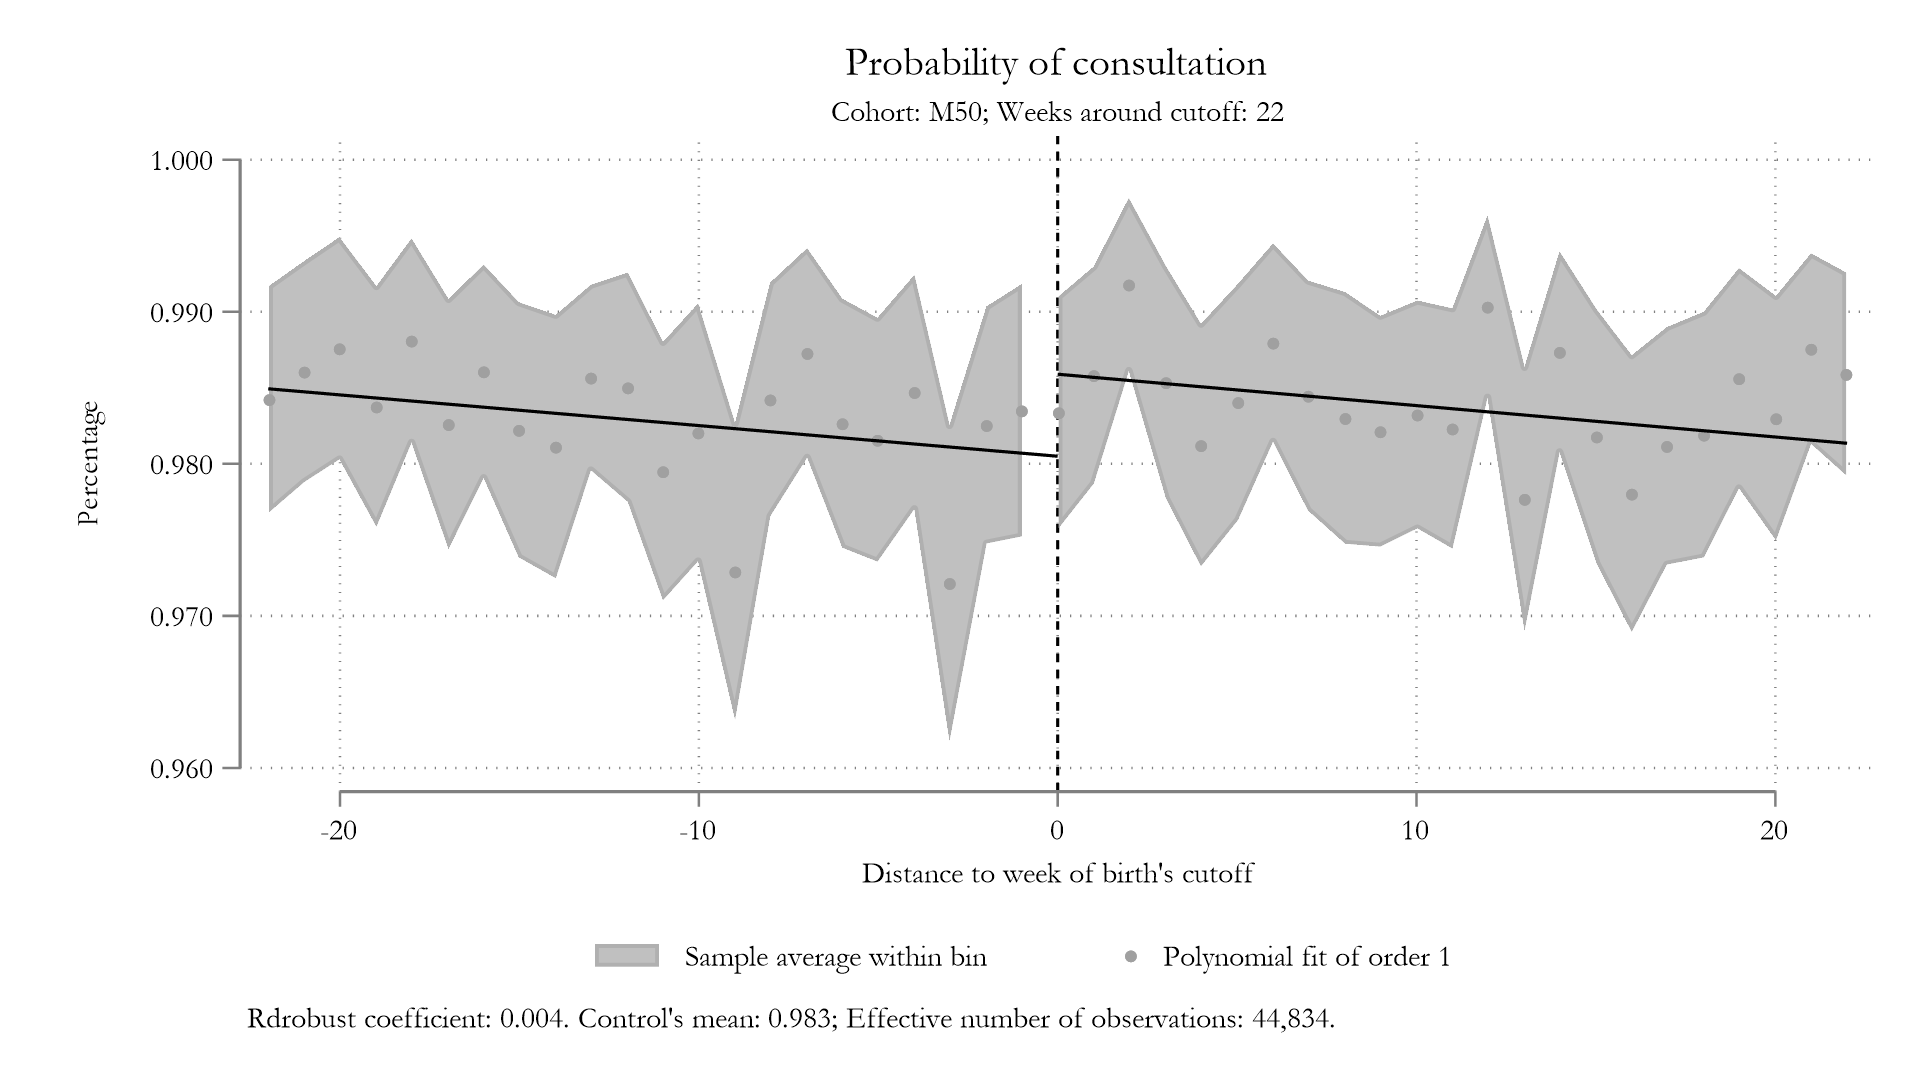 Probability of consultation
Cohort: M50; Weeks around cutoff: 22
1.000
0.990
0.980
0.970
0.960
Percentage
-20 -10 0 10 20
Distance to week of birth's cutoff
Sample average within bin Polynomial fit of order 1
Rdrobust coefficient: 0.004. Control's mean: 0.983; Effective number of observations: 44,834.